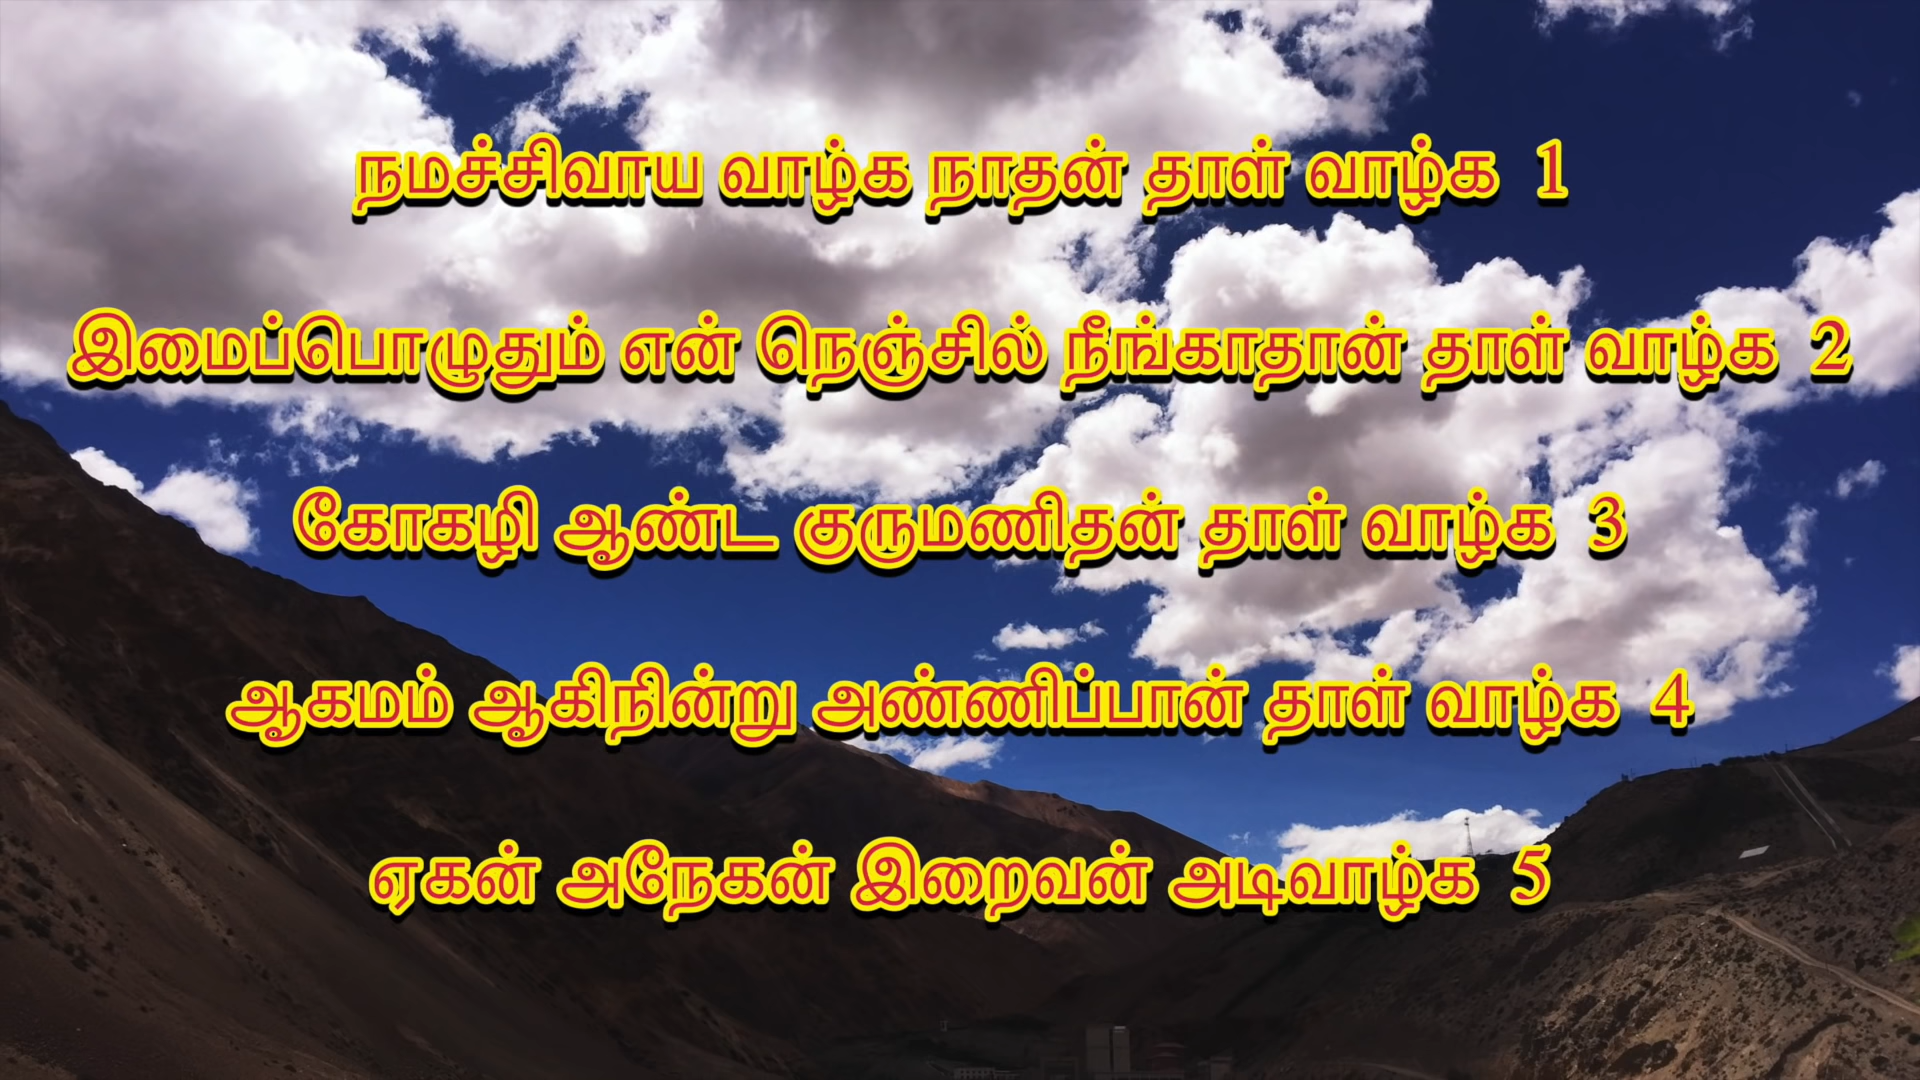 நமச்சிவாய வாழ்க நாதன் தாள் வாழ்க 1
இமைப்பொழுதும் என் நெஞ்சில் நீங்காதான் தாள் வாழ்க 2
கோகழி ஆண்ட குருமணிதன் தாள் வாழ்க 3
ஆகமம் ஆகிநின்று அண்ணிப்பான் தாள் வாழ்க 4
ஏகன் அநேகன் இறைவன் அடிவாழ்க 5